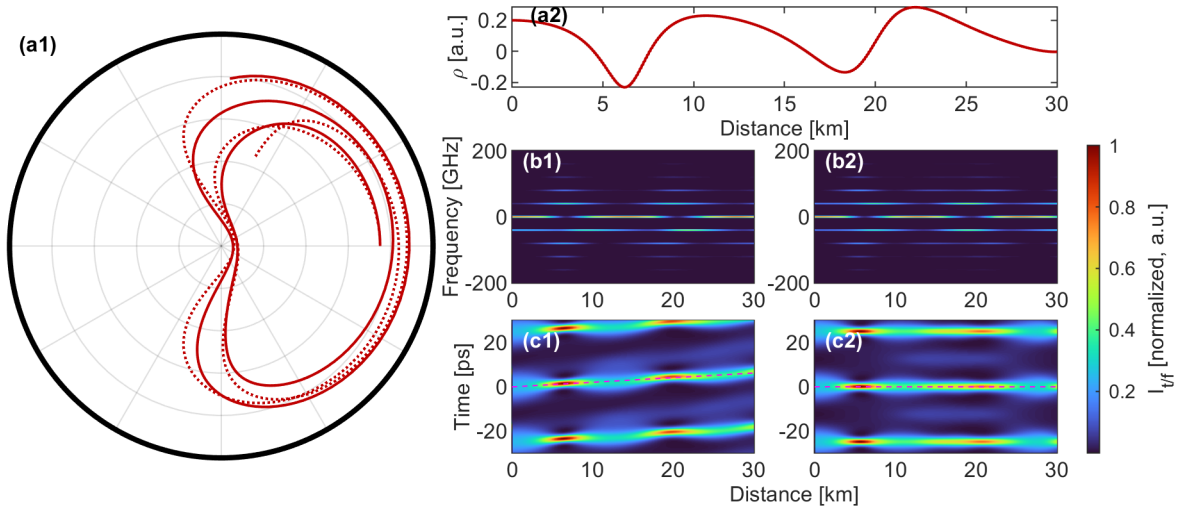 (a1)
(a2)
ρ [a.u.]
0.2
0
-0.2
0 5 10 15 20 25 30
Distance [km]
(b1)
(b2)
Frequency [GHz]
200
0
-200
0 10 20 30
0 10 20 30
(c1)
(c2)
Time [ps]
20
0
-20
0 10 20 30
0 10 20 30
Distance [km]
1
0.8
0.6
0.4
0.2
I_{t/f} [normalized, a.u.]